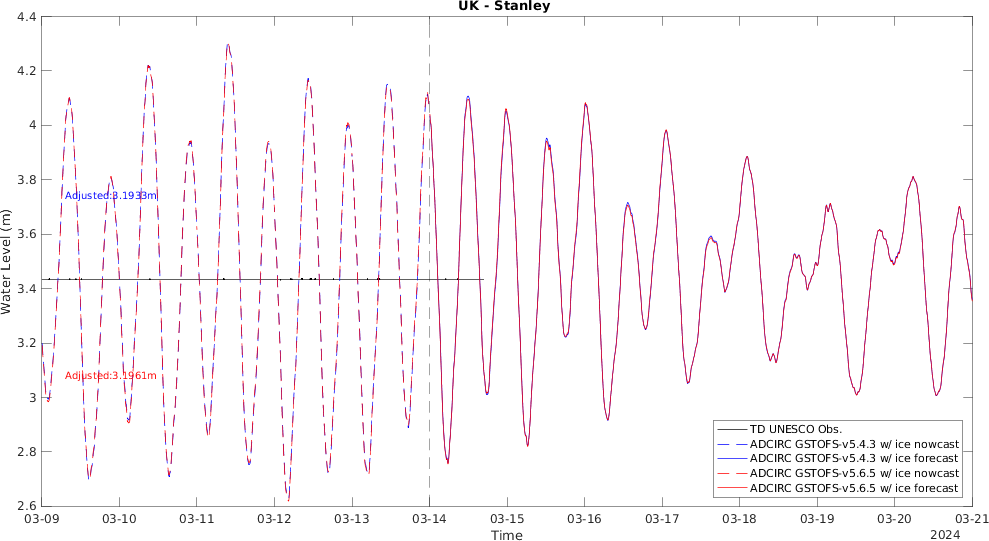 UK - Stanley
4.4
4.2
4
3.8
3.6
3.4
3.2
3
2.8
2.6
Water Level (m)
Adjusted:3.1933m
Adjusted:3.1961m
TD UNESCO Obs.
ADCIRC GSTOFS-v5.4.3 w/ ice nowcast
ADCIRC GSTOFS-v5.4.3 w/ ice forecast
ADCIRC GSTOFS-v5.6.5 w/ ice nowcast
ADCIRC GSTOFS-v5.6.5 w/ ice forecast
03-09 03-10 03-11 03-12 03-13 03-14 03-15 03-16 03-17 03-18 03-19 03-20 03-21
Time
2024